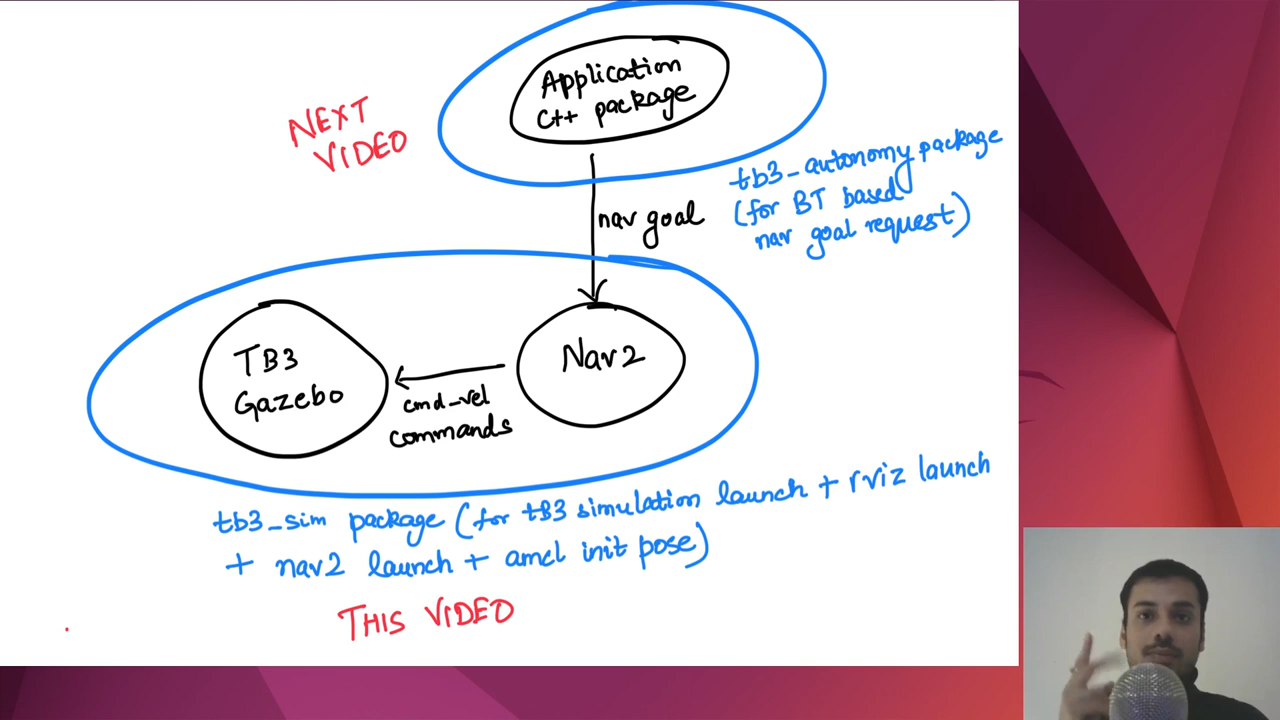 Application
C++ package
NEXT
VIDEO
tb3_autonomy package
(for BT based
nav goal request)
nav goal
TB3
Gazebo
Nav2
cmd_vel
commands
tb3_sim package (for tB3 simulation launch + rviz launch
+ nav2 launch + amcl init pose)
THIS VIDEO